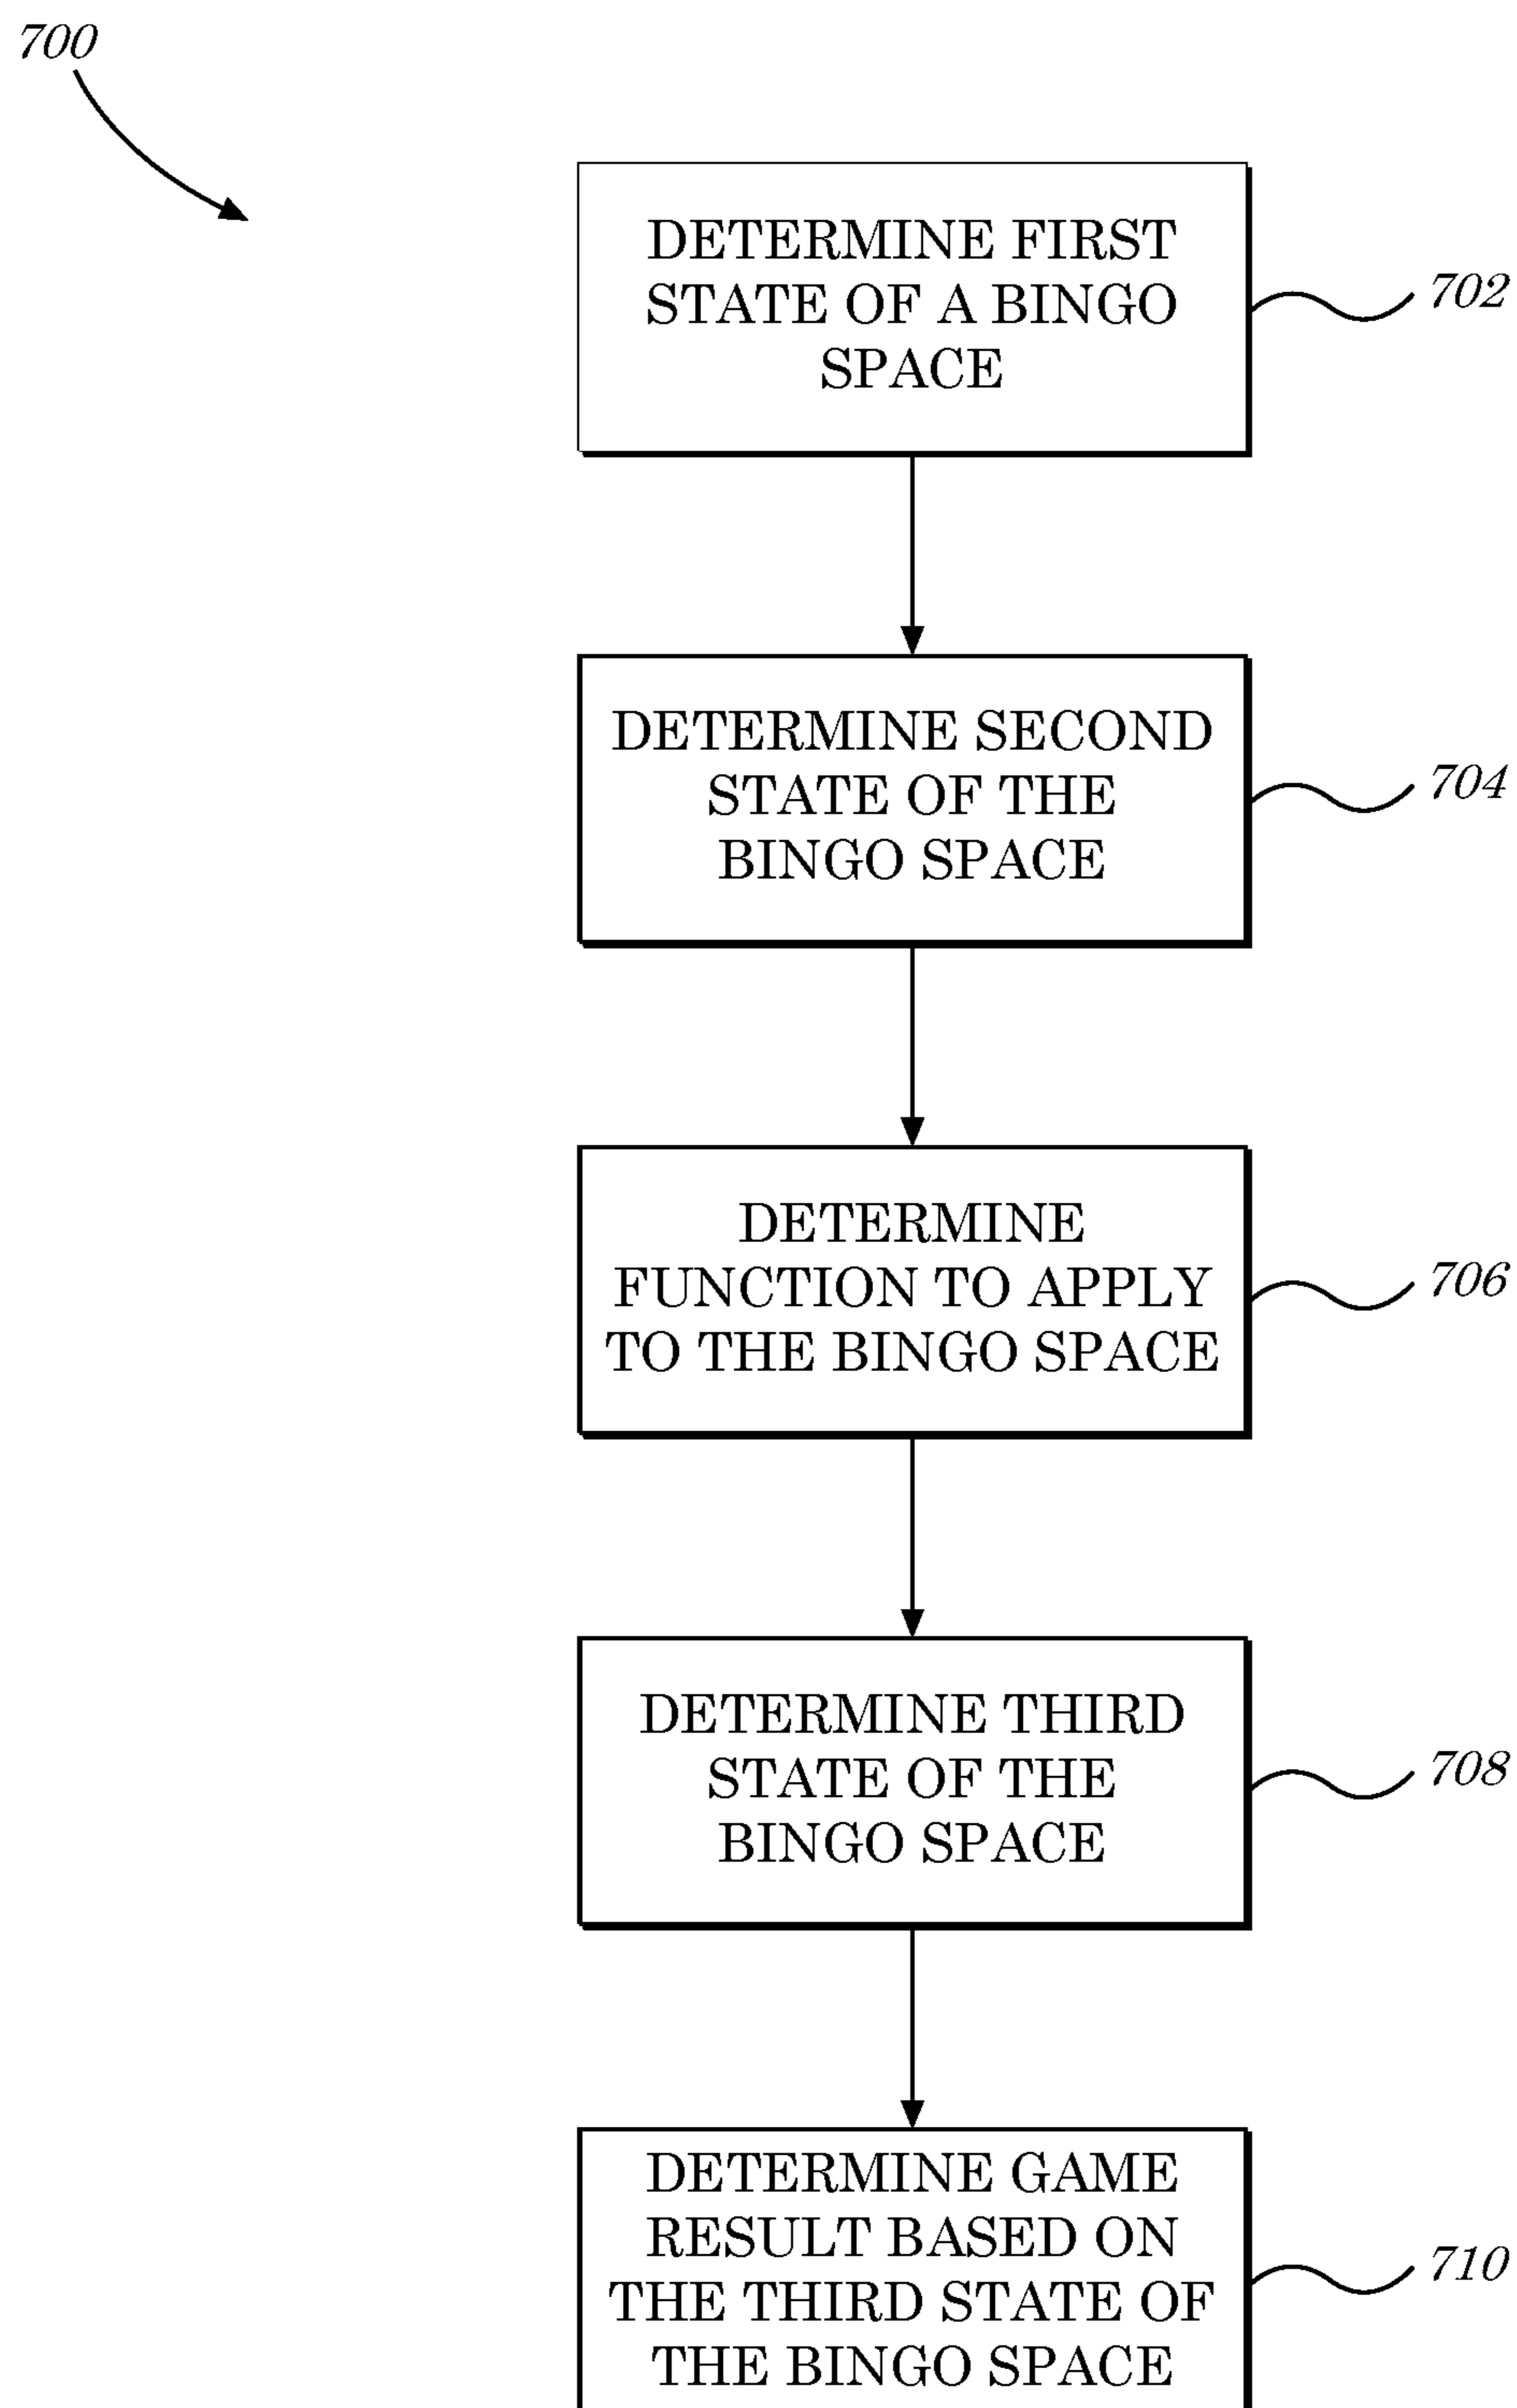 700
DETERMINE FIRST
STATE OF A BINGO
SPACE
702
DETERMINE SECOND
STATE OF THE
BINGO SPACE
704
DETERMINE
FUNCTION TO APPLY
TO THE BINGO SPACE
706
DETERMINE THIRD
STATE OF THE
BINGO SPACE
708
DETERMINE GAME
RESULT BASED ON
THE THIRD STATE OF
THE BINGO SPACE
710